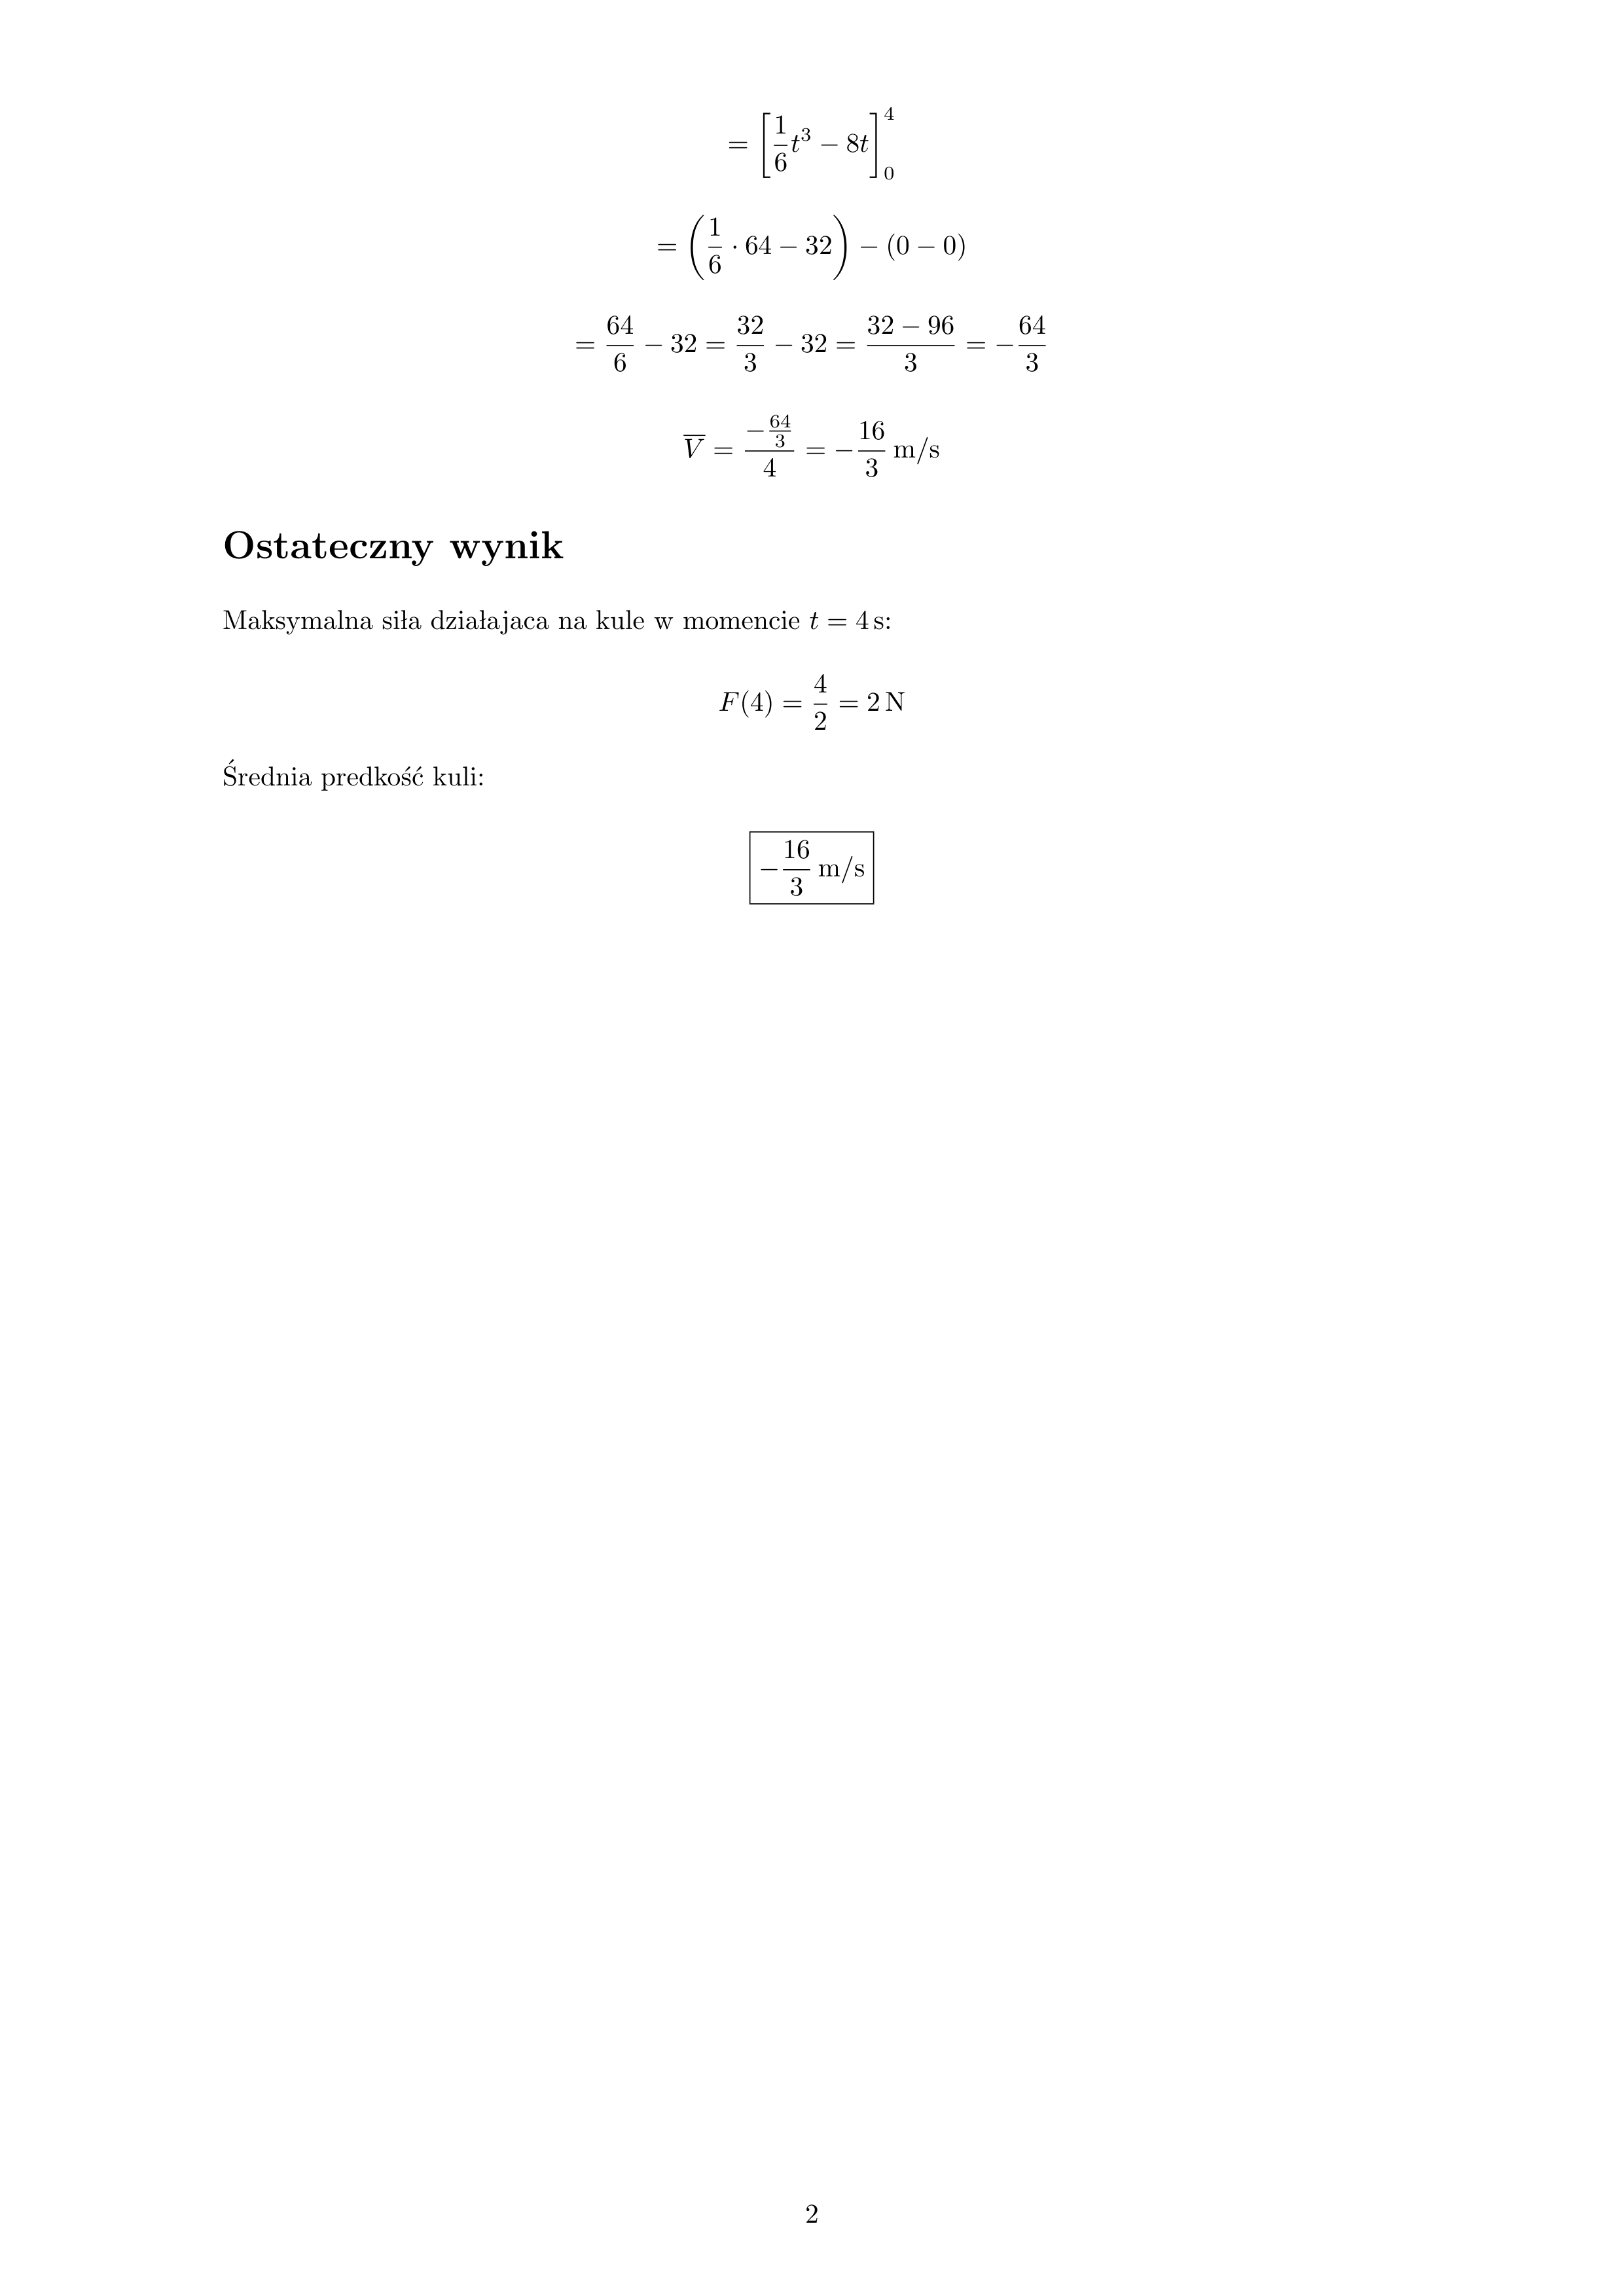 $$= \left[\frac{1}{6}t^3 - 8t\right]_0^4$$
$$= \left(\frac{1}{6} \cdot 64 - 32\right) - (0 - 0)$$
$$= \frac{64}{6} - 32 = \frac{32}{3} - 32 = \frac{32 - 96}{3} = -\frac{64}{3}$$
$$\overline{V} = \frac{-\frac{64}{3}}{4} = -\frac{16}{3} \, \text{m/s}$$
Ostateczny wynik
Maksymalna siła działajaca na kule w momencie $t = 4\,\text{s}$:
$$F(4) = \frac{4}{2} = 2\,\text{N}$$
Średnia predkość kuli:
$$\boxed{-\frac{16}{3} \, \text{m/s}}$$
2